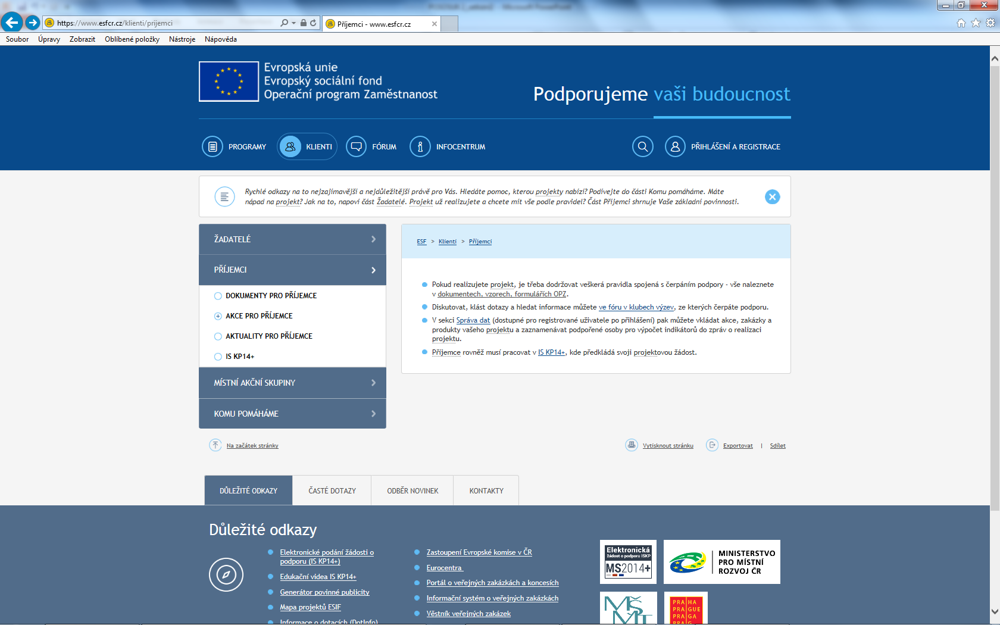 https://www.esfcr.cz/klienti/prijemci
Příjemci - www.esfcr.cz
Soubor Úpravy Zobrazit Oblíbené položky Nástroje Nápověda
Evropská unie
Evropský sociální fond
Operační program Zaměstnanost
Podporujeme vaši budoucnost
PROGRAMY KLIENTI FÓRUM INFOCENTRUM PŘIHLÁŠENÍ A REGISTRACE
Rychlé odkazy na to nejzajímavější a nejdůležitější právě pro Vás. Hledáte pomoc, kterou projekty nabízí? Podívejte do části Komu pomáháme. Máte
nápad na projekt? Jak na to, napoví část Žadatelé. Projekt už realizujete a chcete mít vše podle pravidel? Část Příjemci shrnuje Vaše základní povinnosti.
ŽADATELÉ
PŘÍJEMCI
DOKUMENTY PRO PŘÍJEMCE
AKCE PRO PŘÍJEMCE
AKTUALITY PRO PŘÍJEMCE
IS KP14+
MÍSTNÍ AKČNÍ SKUPINY
KOMU POMÁHÁME
ESF > Klienti > Příjemci
Pokud realizujete projekt, je třeba dodržovat veškerá pravidla spojená s čerpáním podpory - vše naleznete
v dokumentech, vzorech, formulářích OPZ.
Diskutovat, klást dotazy a hledat informace můžete ve fóru v klubech výzev, ze kterých čerpáte podporu.
V sekci Správa dat (dostupné pro registrované uživatele po přihlášení) pak můžete vkládat akce, zakázky a
produkty vašeho projektu a zaznamenávat podpořené osoby pro výpočet indikátorů do zpráv o realizaci
projektu.
Příjemce rovněž musí pracovat v IS KP14+, kde předkládá svoji projektovou žádost.
Na začátek stránky
Vytisknout stránku Exportovat | Sdílet
DŮLEŽITÉ ODKAZY ČASTÉ DOTAZY ODBĚR NOVINEK KONTAKTY
Důležité odkazy
Elektronické podání žádosti o
podporu (IS KP14+)
Edukační videa IS KP14+
Generátor povinné publicity
Mapa projektů ESIF
Informace o dotacích (DotInfo)
Zastoupení Evropské komise v ČR
Eurocentra
Portál o veřejných zakázkách a koncesích
Informační systém o veřejných zakázkách
Věstník veřejných zakázek
Elektronická
žádost o podporu ISKP
MS2014+
MINISTERSTVO
PRO MÍSTNÍ
ROZVOJ ČR
MŠ
MT
PRA HA
PRA GUE
PRA GA
PRA G